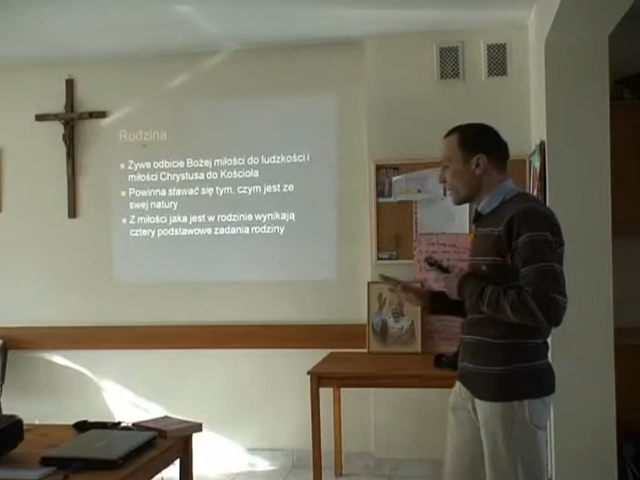 Rodzina
Żywe odbicie Bożej miłości do ludzkości i
miłości Chrystusa do Kościoła
Powinna stawać się tym, czym jest ze
swej natury
Z miłości jaka jest w rodzinie wynikają
cztery podstawowe zadania rodziny